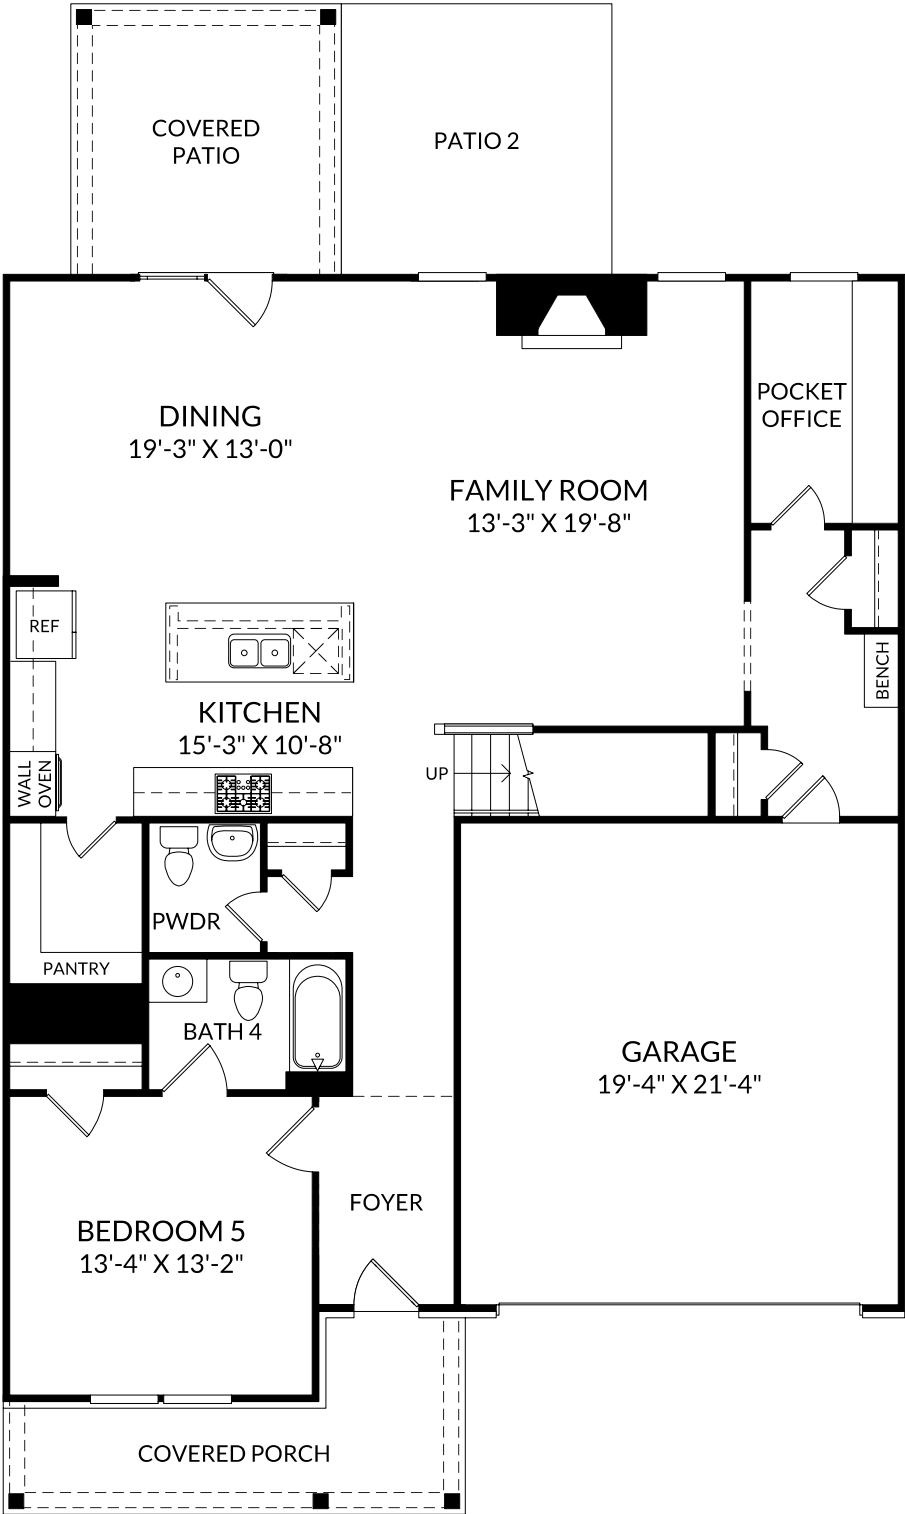 COVERED
PATIO
PATIO 2
POCKET
OFFICE
DINING
19'-3" X 13'-0"
FAMILY ROOM
13'-3" X 19'-8"
REF
BENCH
KITCHEN
15'-3" X 10'-8"
UP
WALL
OVEN
PWDR
PANTRY
BATH 4
GARAGE
19'-4" X 21'-4"
FOYER
BEDROOM 5
13'-4" X 13'-2"
COVERED PORCH